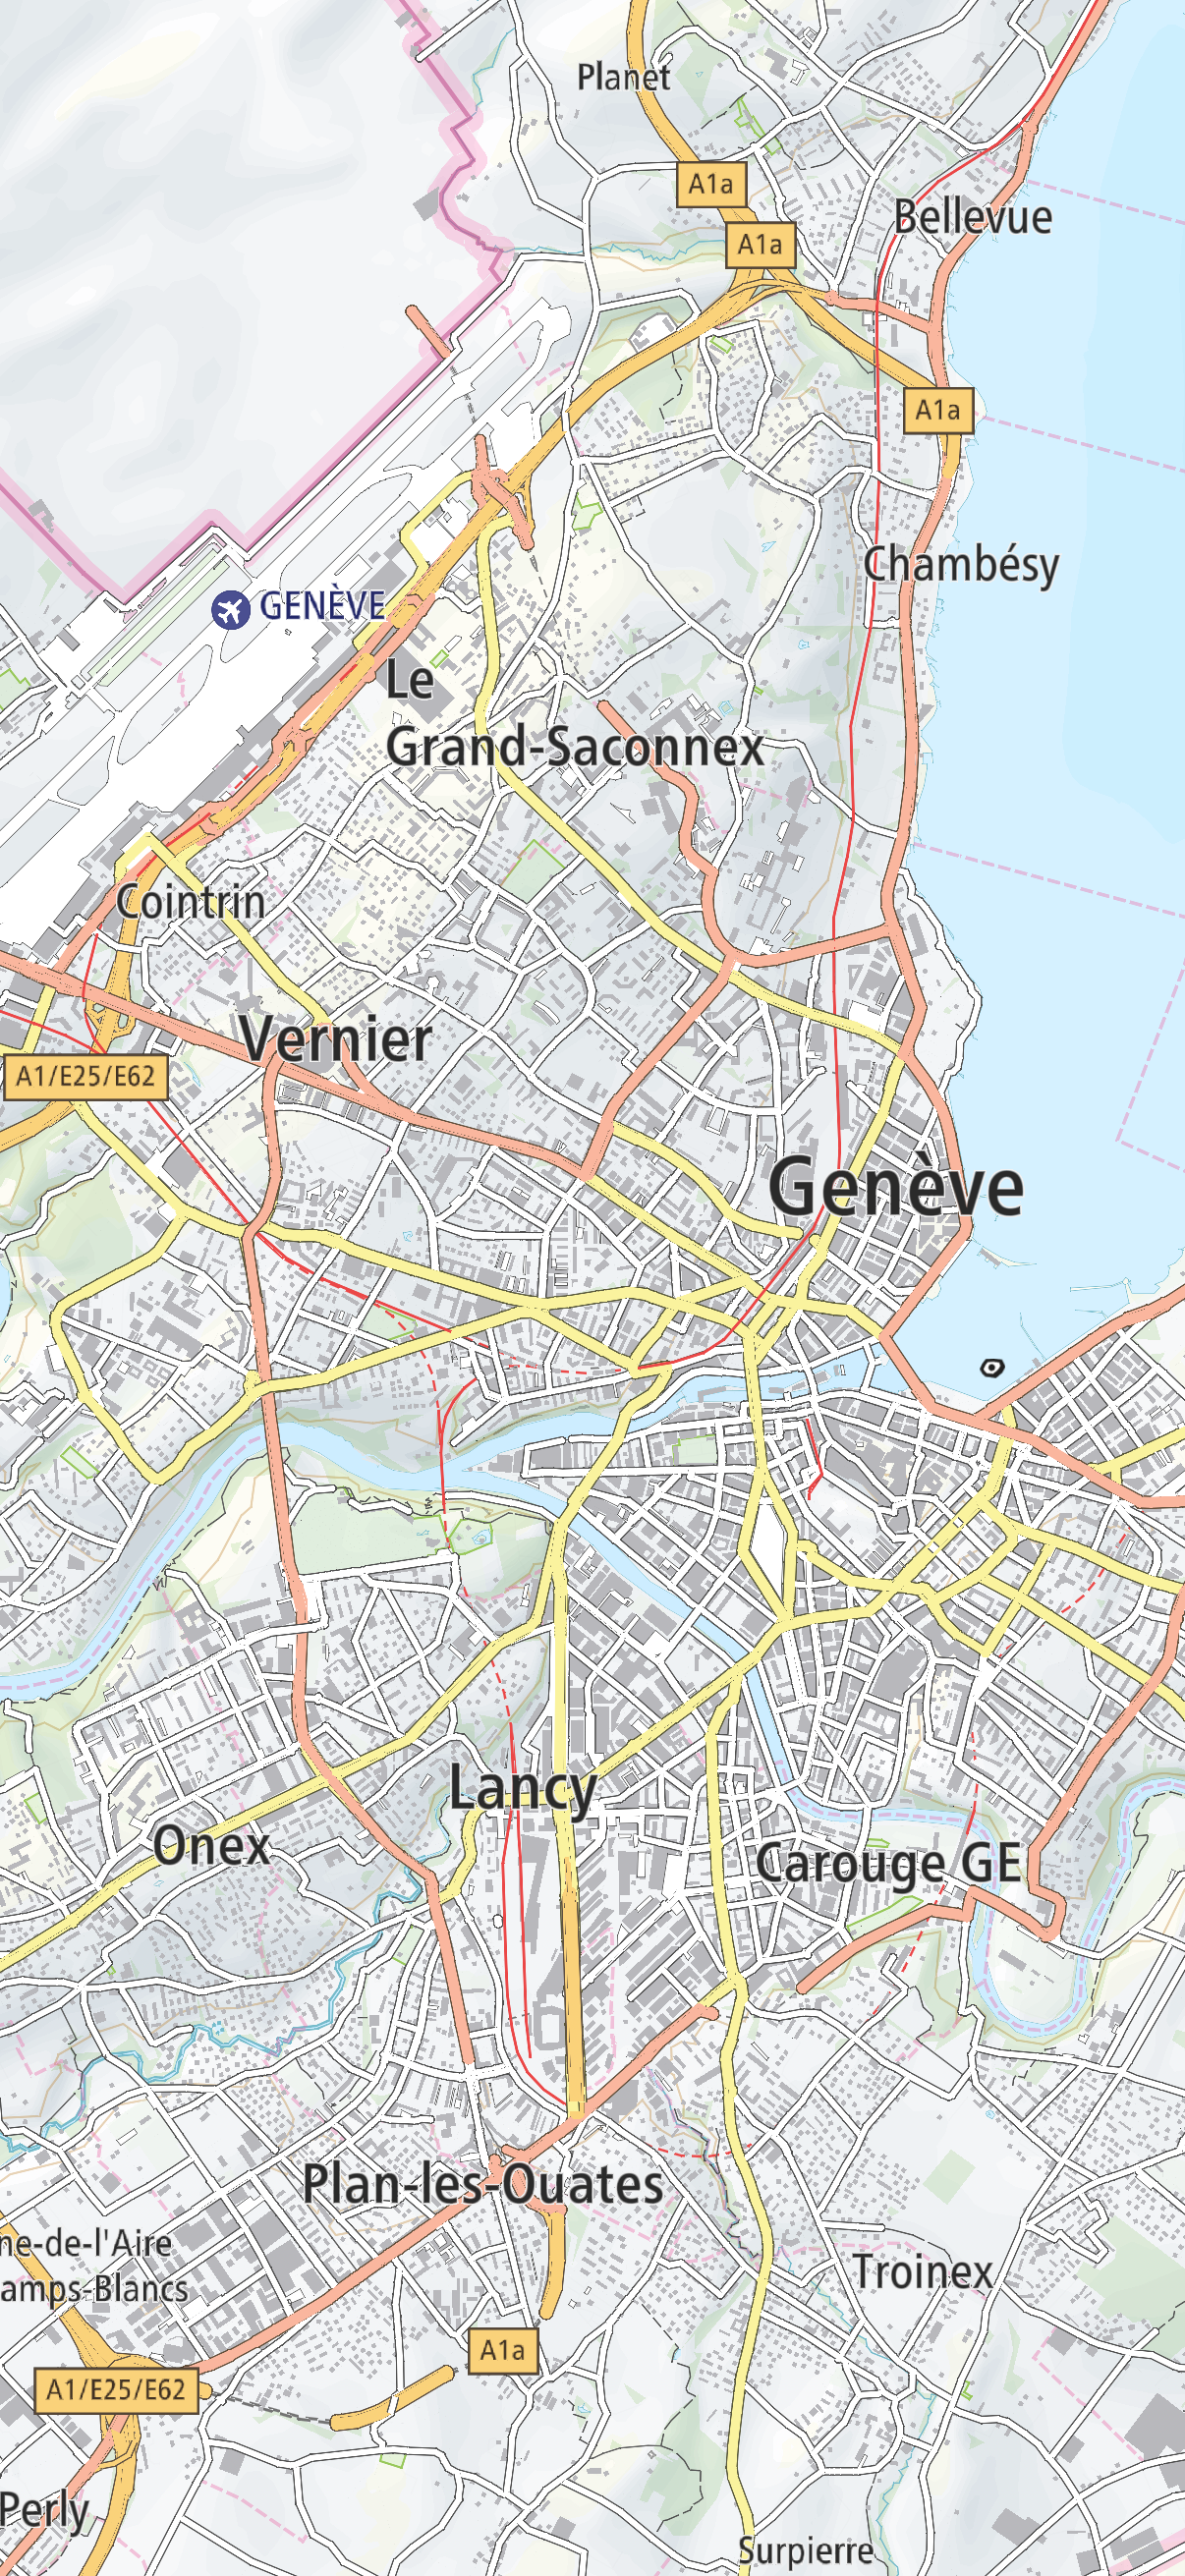 Planet
A1a
Bellevue
A1a
A1a
Chambésy
GENÈVE
Le
Grand-Saconnex
Cointrin
Vernier
A1/E25/E62
Genève
Lancy
Onex
Carouge GE
Plan-les-Ouates
ne-de-l'Aire
amps-Blancs
Troinex
A1a
A1/E25/E62
Perly
Surpierre